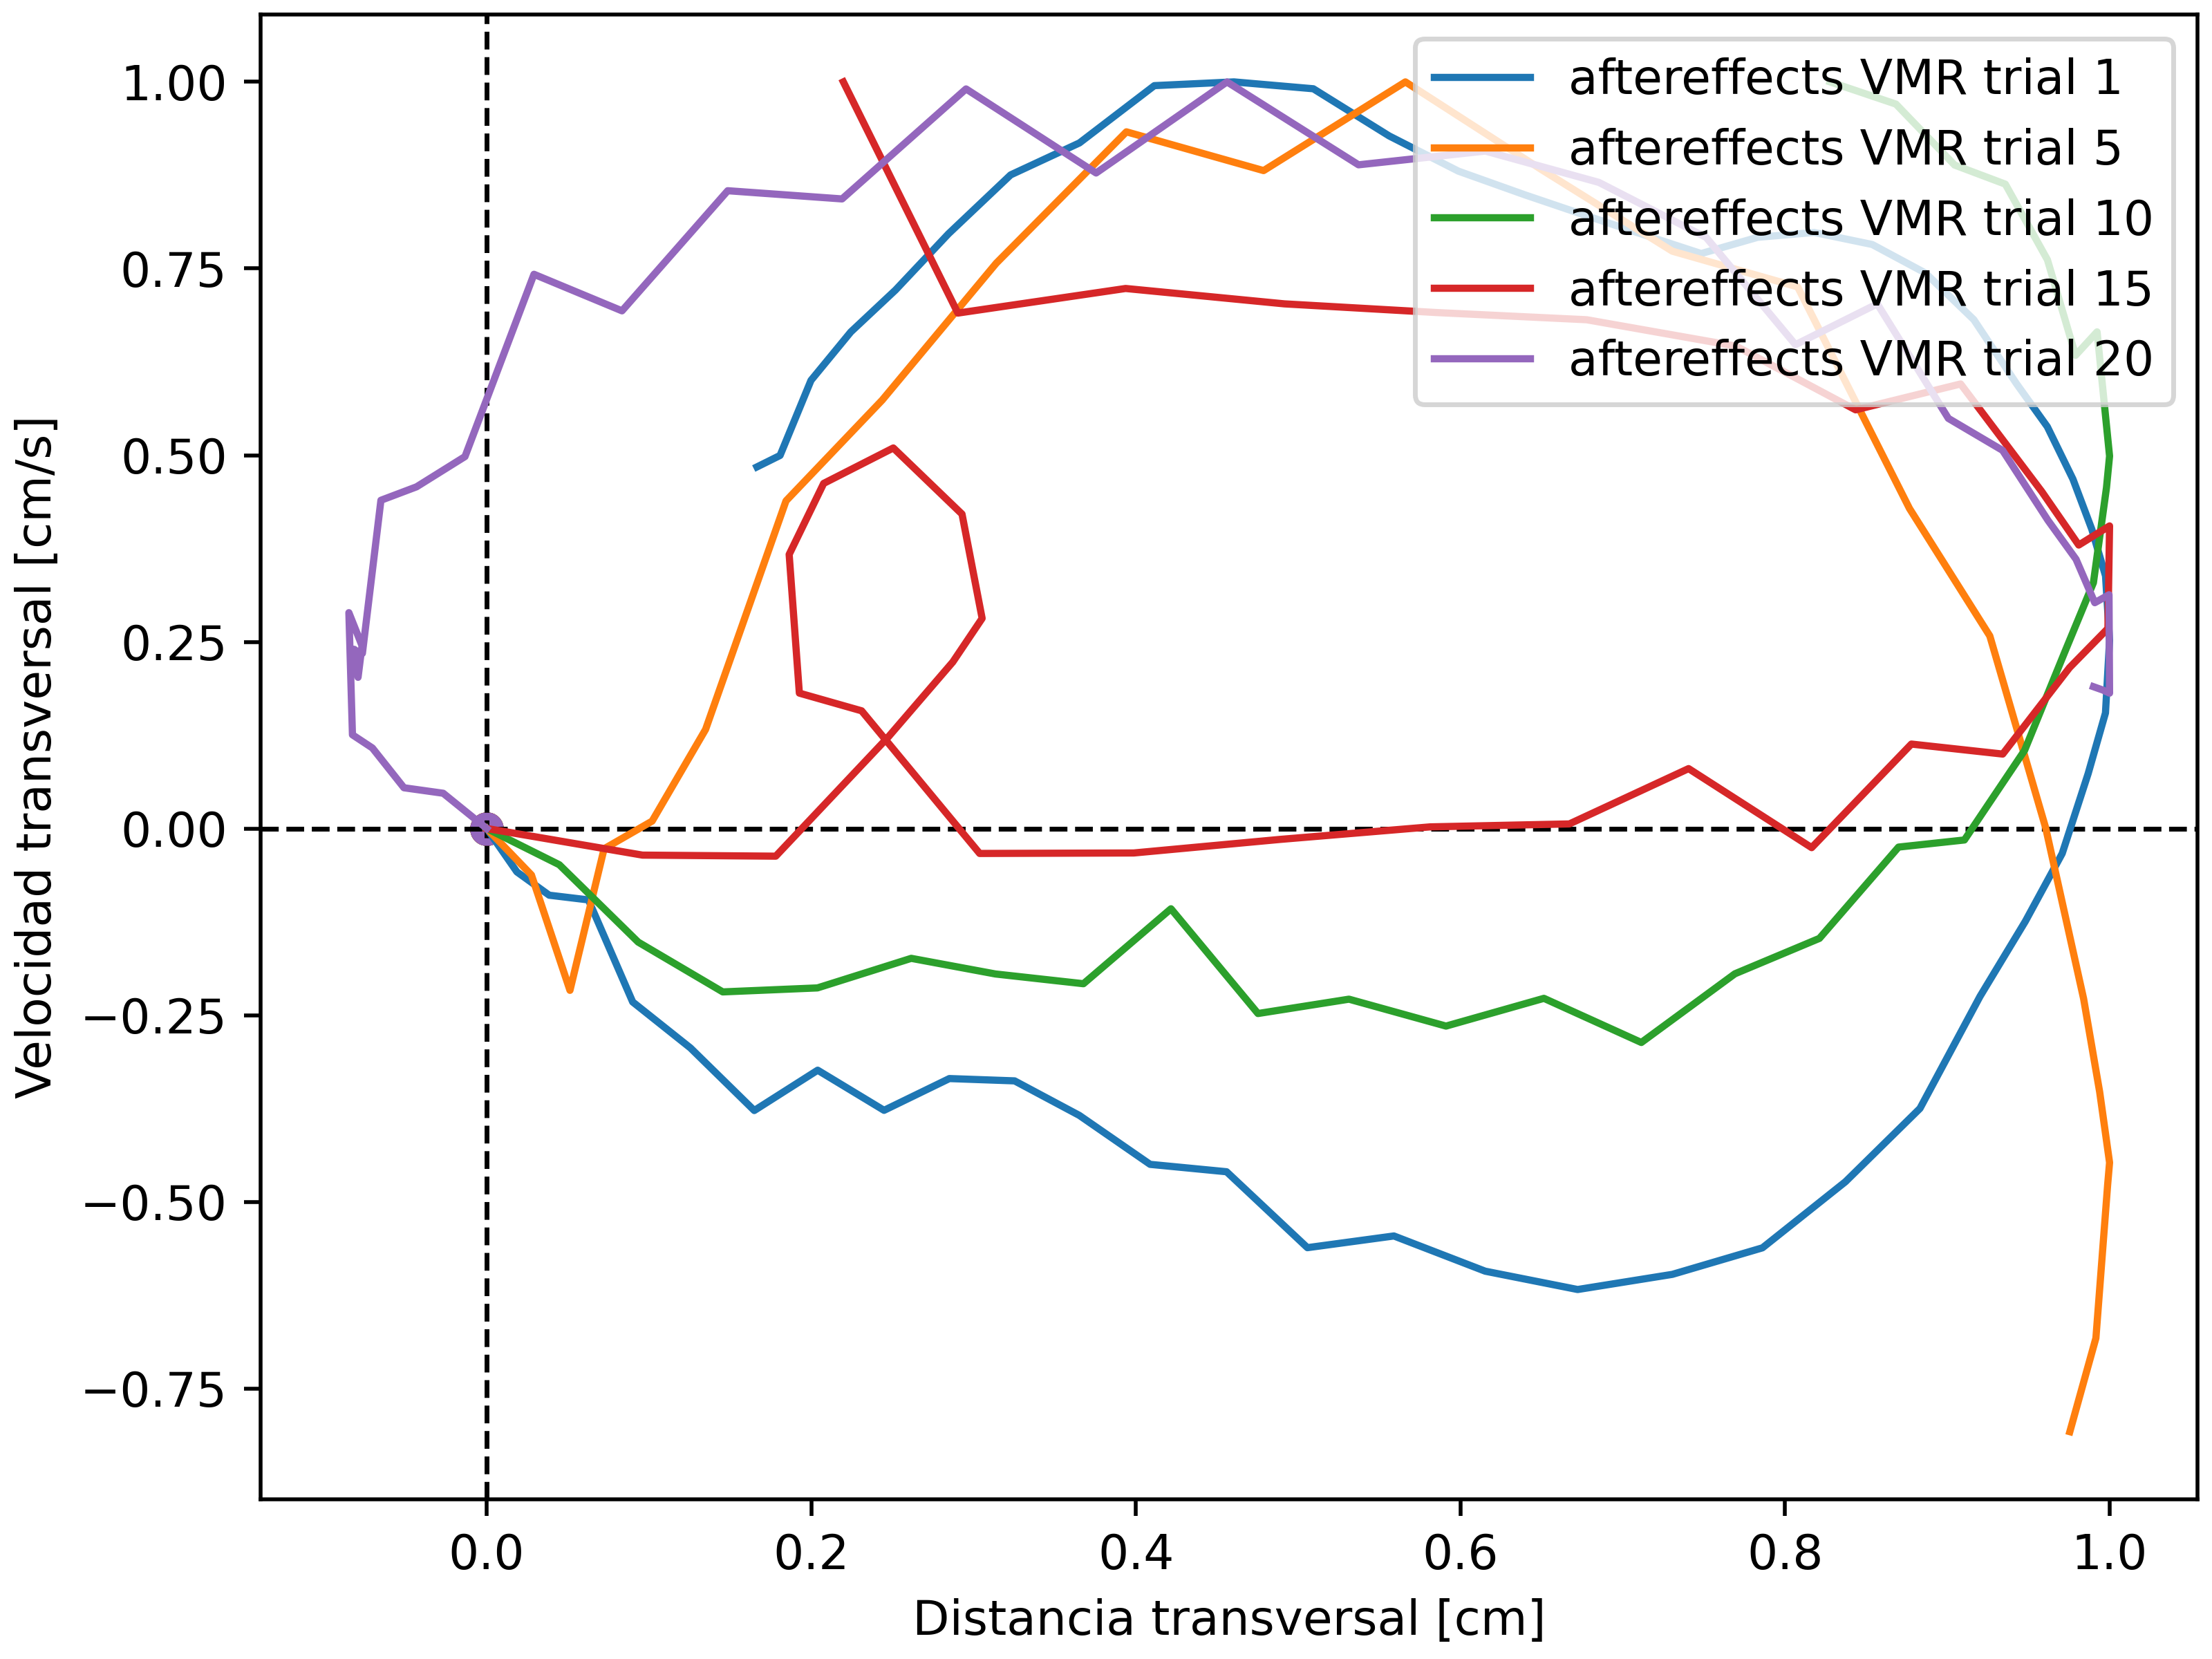 aftereffects VMR trial 1
aftereffects VMR trial 5
aftereffects VMR trial 10
aftereffects VMR trial 15
aftereffects VMR trial 20
Velocidad transversal [cm/s]
1.00
0.75
0.50
0.25
0.00
−0.25
−0.50
−0.75
0.0 0.2 0.4 0.6 0.8 1.0
Distancia transversal [cm]